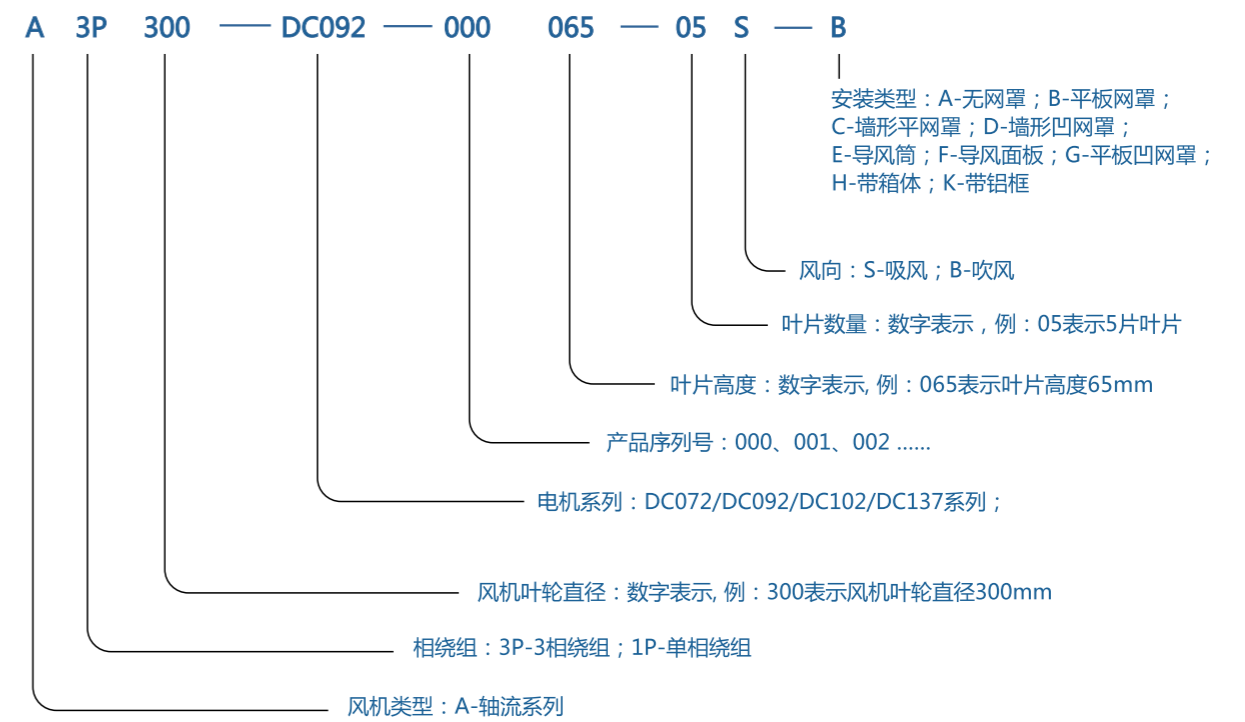 A 3P 300 — DC092 — 000 065 — 05 S — B
安装类型：A-无网罩；B-平板网罩；
C-墙形平网罩；D-墙形凹网罩；
E-导风筒；F-导风面板；G-平板凹网罩；
H-带箱体；K-带铝框
风向：S-吸风；B-吹风
叶片数量：数字表示，例：05表示5片叶片
叶片高度：数字表示, 例：065表示叶片高度65mm
产品序列号：000、001、002 ......
电机系列：DC072/DC092/DC102/DC137系列；
风机叶轮直径：数字表示, 例：300表示风机叶轮直径300mm
相绕组：3P-3相绕组；1P-单相绕组
风机类型：A-轴流系列